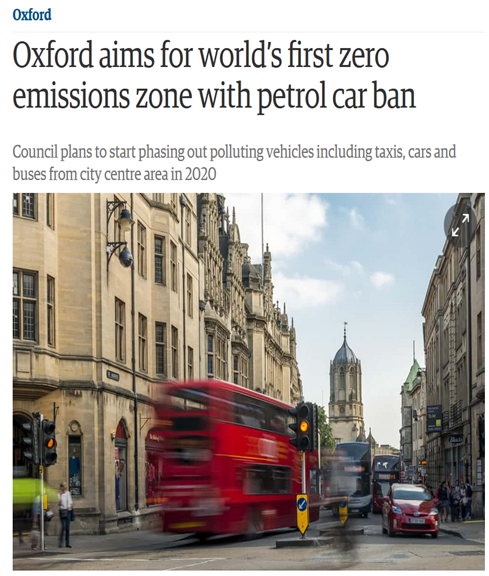 Oxford
Oxford aims for world's first zero
emissions zone with petrol car ban
Council plans to start phasing out polluting vehicles including taxis, cars and
buses from city centre area in 2020